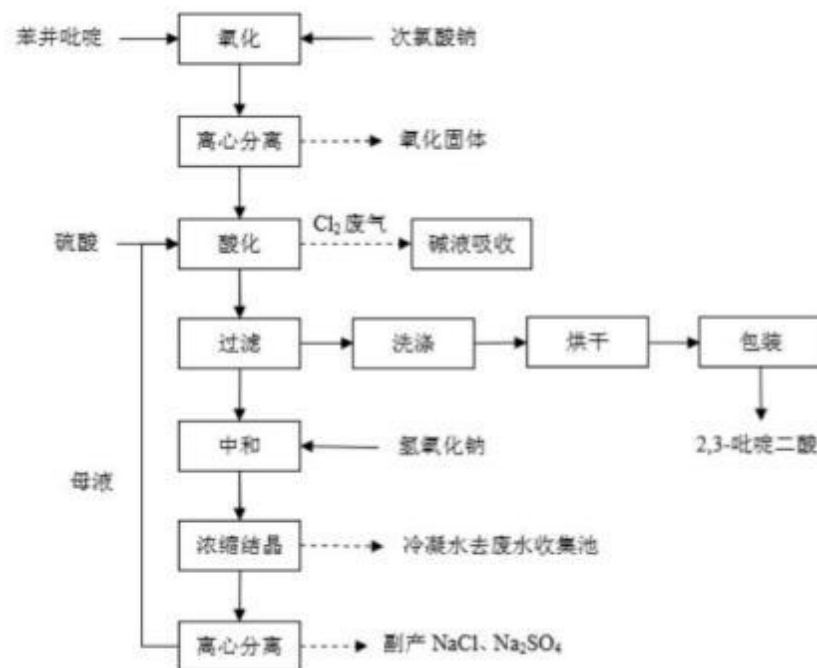 苯并吡啶
氧化
次氯酸钠
离心分离
氧化固体
硫酸
酸化
Cl₂废气
碱液吸收
过滤
洗涤
烘干
包装
中和
氢氧化钠
2,3-吡啶二酸
母液
浓缩结晶
冷凝水去废水收集池
离心分离
副产 NaCl、Na₂SO₄